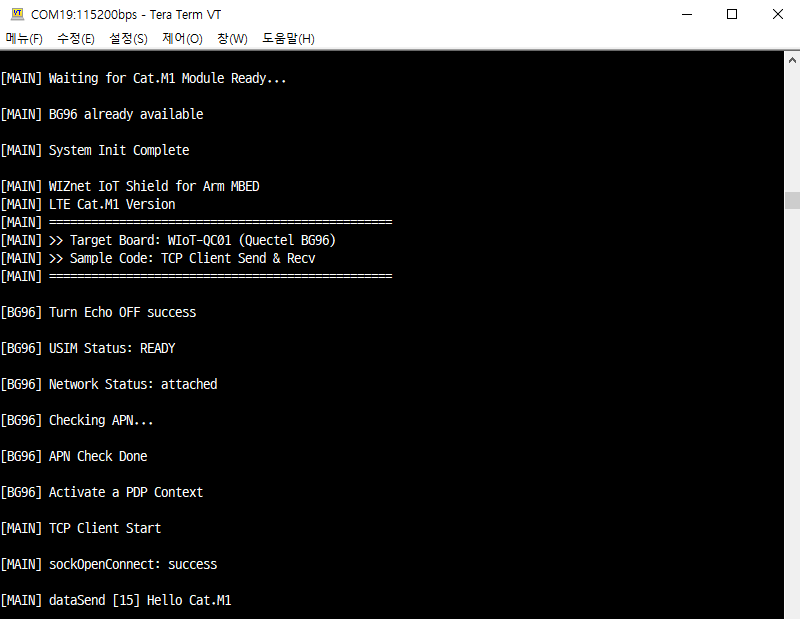 COM19:115200bps - Tera Term VT
메뉴(F) 수정(E) 설정(S) 제어(O) 창(W) 도움말(H)
[MAIN] Waiting for Cat.M1 Module Ready...
[MAIN] BG96 already available
[MAIN] System Init Complete
[MAIN] WIZnet IoT Shield for Arm MBED
[MAIN] LTE Cat.M1 Version
[MAIN] =================================================
[MAIN] >> Target Board: WIoT-QC01 (Quectel BG96)
[MAIN] >> Sample Code: TCP Client Send & Recv
[MAIN] =================================================
[BG96] Turn Echo OFF success
[BG96] USIM Status: READY
[BG96] Network Status: attached
[BG96] Checking APN...
[BG96] APN Check Done
[BG96] Activate a PDP Context
[MAIN] TCP Client Start
[MAIN] sockOpenConnect: success
[MAIN] dataSend [15] Hello Cat.M1